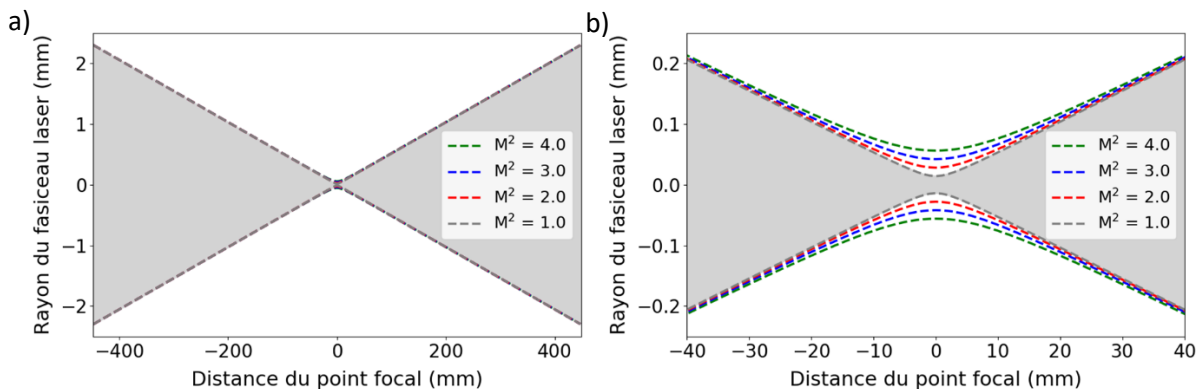 a)
Rayon du fasiceau laser (mm)
2
1
0
−1
−2
M² = 4.0
M² = 3.0
M² = 2.0
M² = 1.0
−400
−200
0
200
400
Distance du point focal (mm)
b)
Rayon du fasiceau laser (mm)
0.2
0.1
0.0
−0.1
−0.2
M² = 4.0
M² = 3.0
M² = 2.0
M² = 1.0
−40
−30
−20
−10
0
10
20
30
40
Distance du point focal (mm)